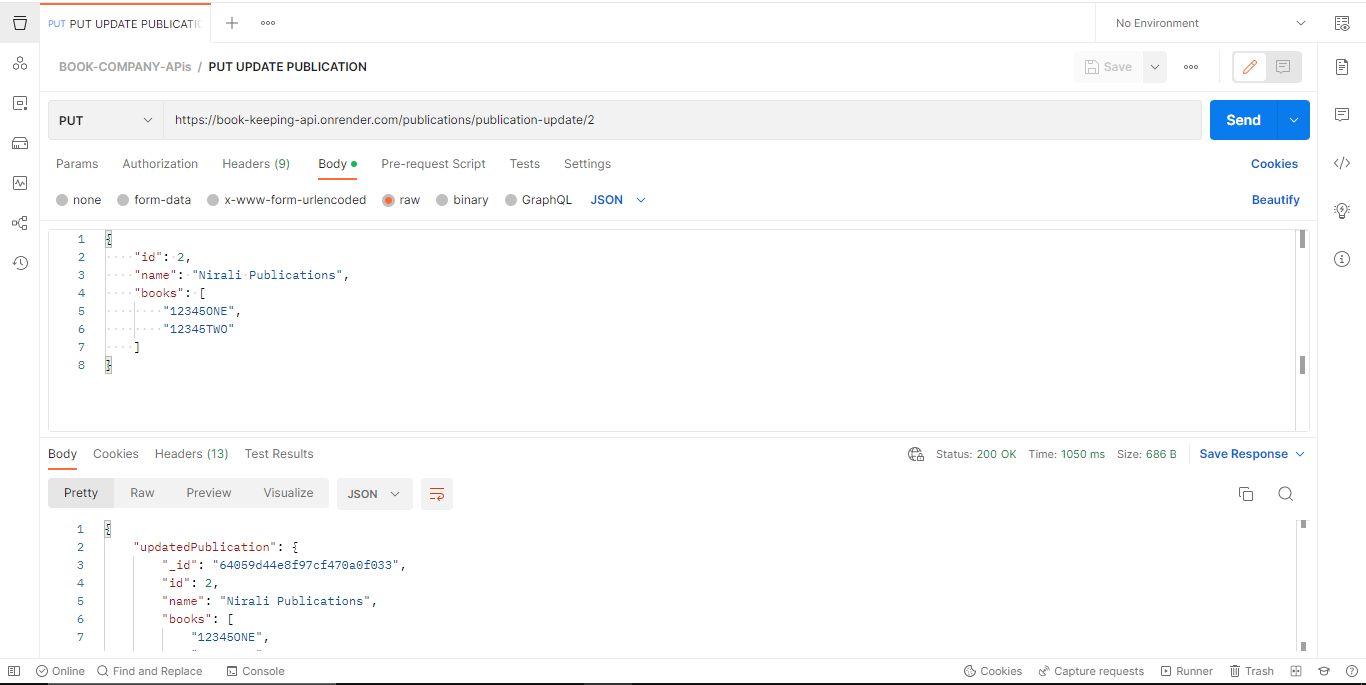 PUT PUT UPDATE PUBLICATIO
No Environment
BOOK-COMPANY-APIs / PUT UPDATE PUBLICATION
Save
PUT
https://book-keeping-api.onrender.com/publications/publication-update/2
Send
Params Authorization Headers (9) Body Pre-request Script Tests Settings Cookies
none form-data x-www-form-urlencoded raw binary GraphQL JSON Beautify
1 {
2 "id": 2,
3 "name": "Nirali Publications",
4 "books": [
5 "12345ONE",
6 "12345TWO"
7 ]
8 }
Body Cookies Headers (13) Test Results Status: 200 OK Time: 1050 ms Size: 686 B Save Response
Pretty Raw Preview Visualize JSON
1 {
2 "updatedPublication": {
3 "_id": "64059d44e8f97cf470a0f033",
4 "id": 2,
5 "name": "Nirali Publications",
6 "books": [
7 "12345ONE",
Online Find and Replace Console Cookies Capture requests Runner Trash